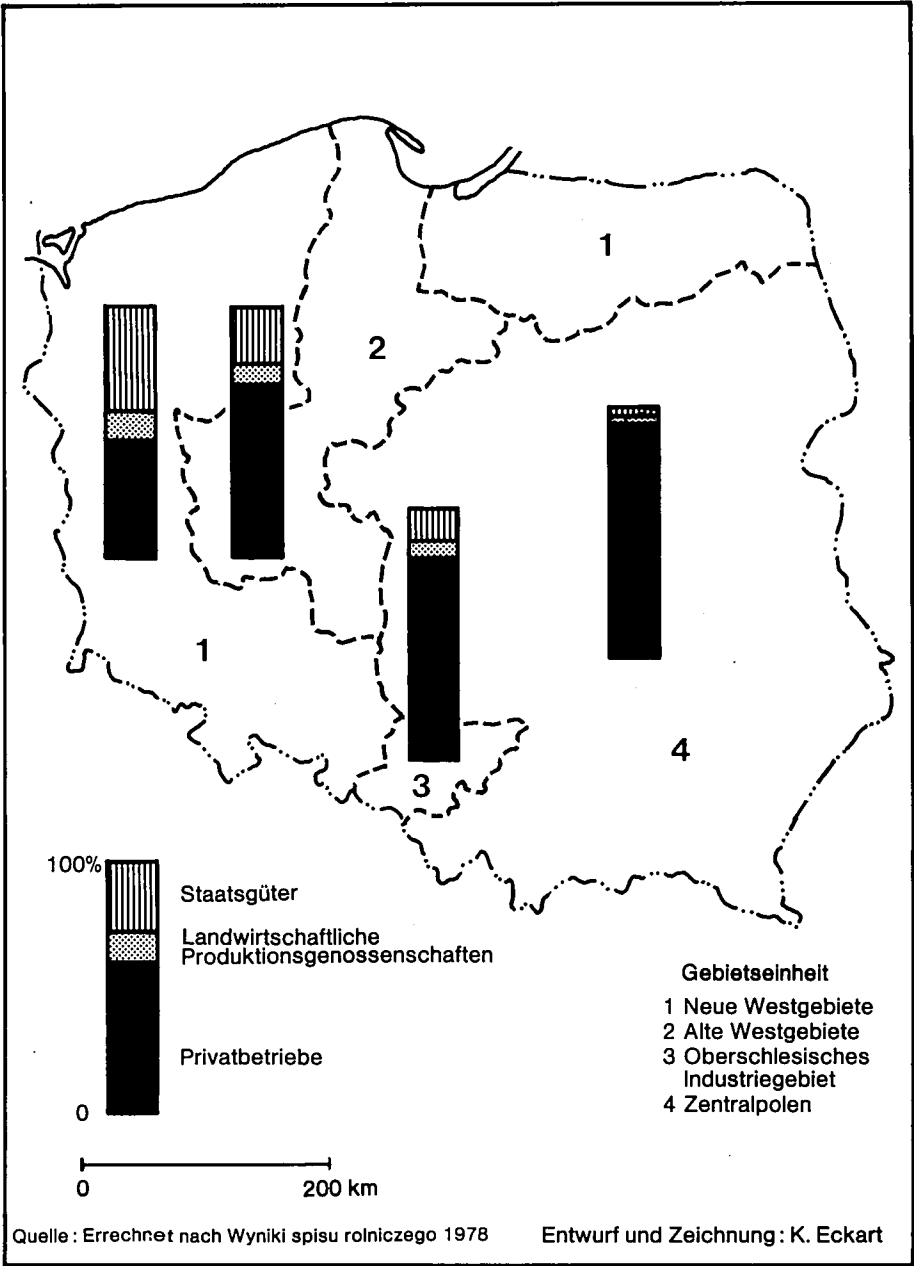 1
2
1
4
3
100%
Staatsgüter
Landwirtschaftliche
Produktionsgenossenschaften
Privatbetriebe
0
0 200 km
Gebietseinheit
1 Neue Westgebiete
2 Alte Westgebiete
3 Oberschlesisches
Industriegebiet
4 Zentralpolen
Quelle : Errechnet nach Wyniki spisu rolniczego 1978
Entwurf und Zeichnung : K. Eckart